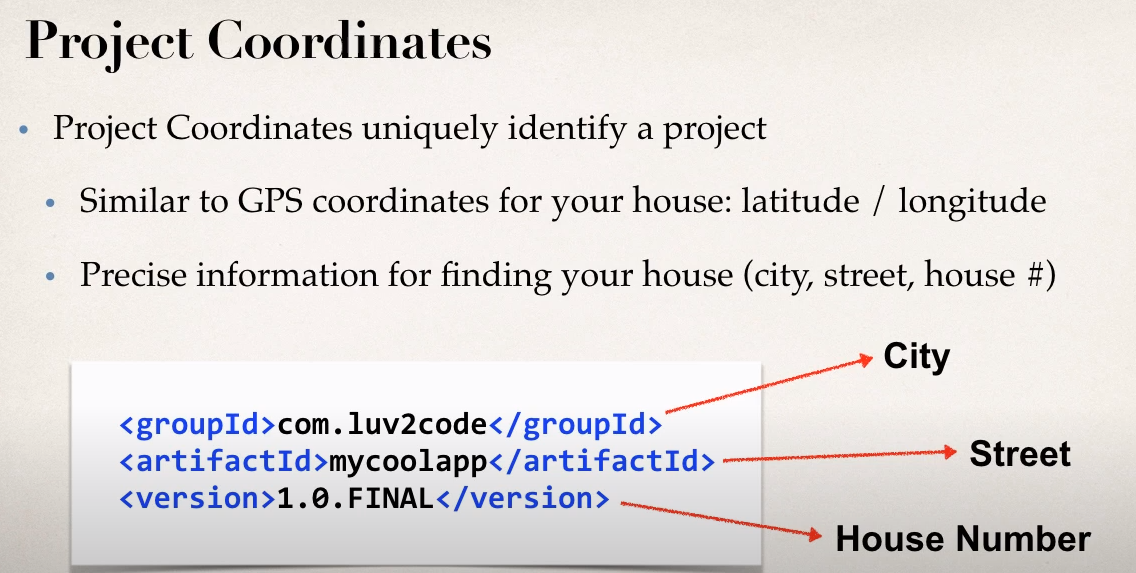 Project Coordinates
• Project Coordinates uniquely identify a project
• Similar to GPS coordinates for your house: latitude / longitude
• Precise information for finding your house (city, street, house #)
City
<groupId>com.luv2code</groupId>
<artifactId>mycoolapp</artifactId>
Street
<version>1.0.FINAL</version>
House Number